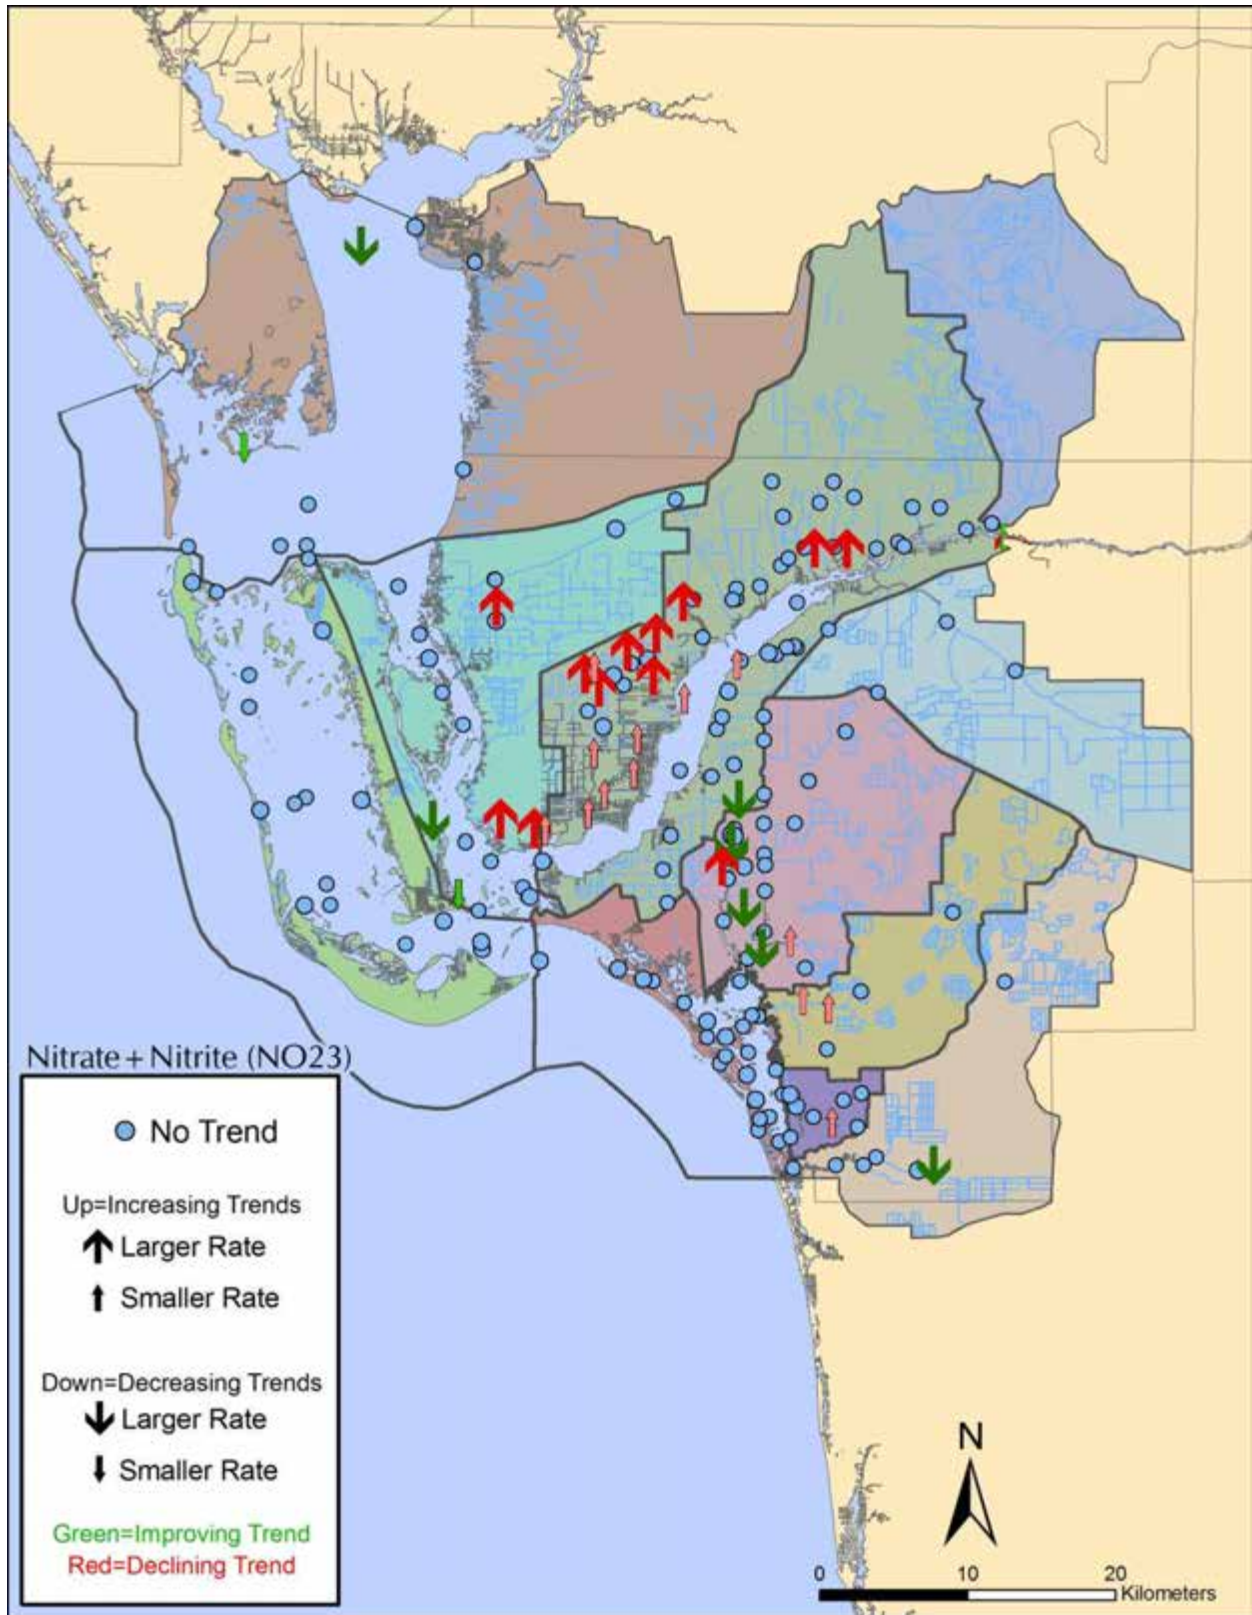 Nitrate+Nitrite (NO23)
No Trend
Up=Increasing Trends
Larger Rate
Smaller Rate
Down=Decreasing Trends
Larger Rate
Smaller Rate
Green=Improving Trend
Red=Declining Trend
N
0 10 20
Kilometers